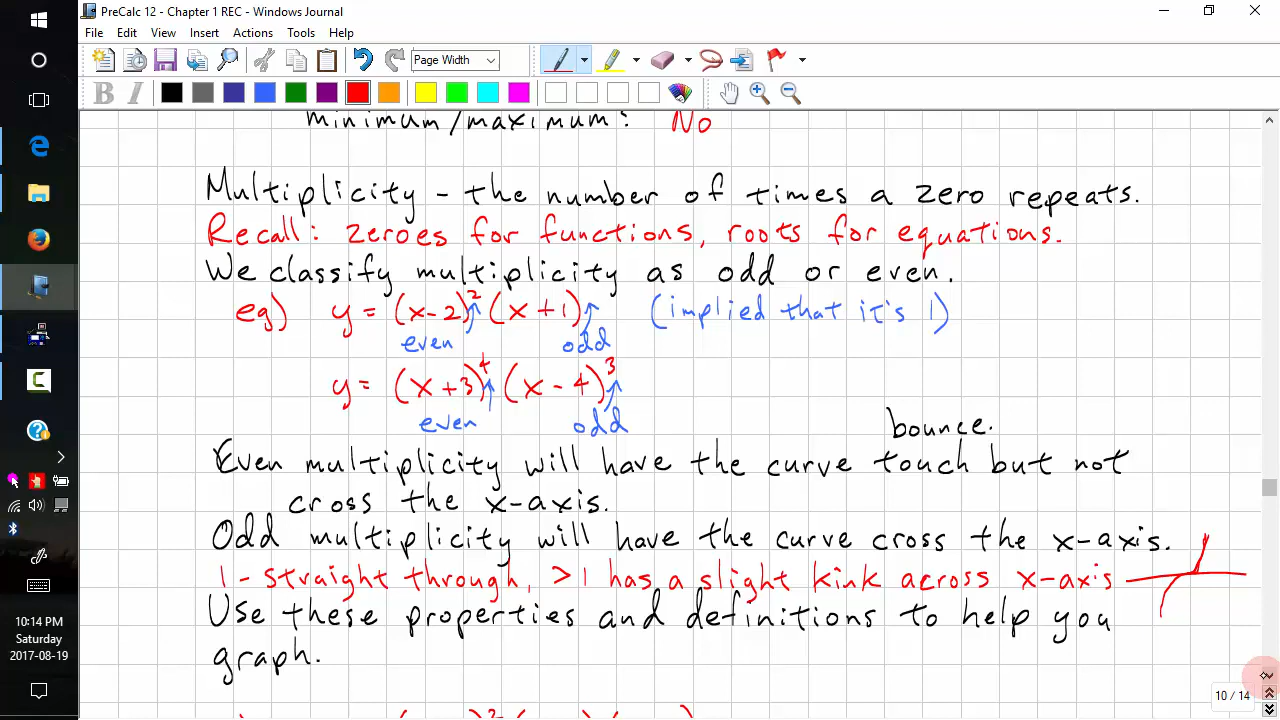 PreCalc 12 - Chapter 1 REC - Windows Journal
File Edit View Insert Actions Tools Help
Page Width
B I
minimum/maximum: No
Multiplicity - the number of times a zero repeats.
Recall: zeroes for functions, roots for equations.
We classify multiplicity as odd or even.
eg) y = (x-2)² (x+1) (implied that it's 1)
even odd
y = (x+3)⁴ (x-4)³
even odd
bounce.
Even multiplicity will have the curve touch but not
cross the x-axis.
Odd multiplicity will have the curve cross the x-axis.
1 - straight through, >1 has a slight kink across x-axis
Use these properties and definitions to help you
graph.
10:14 PM
Saturday
2017-08-19
10 / 14